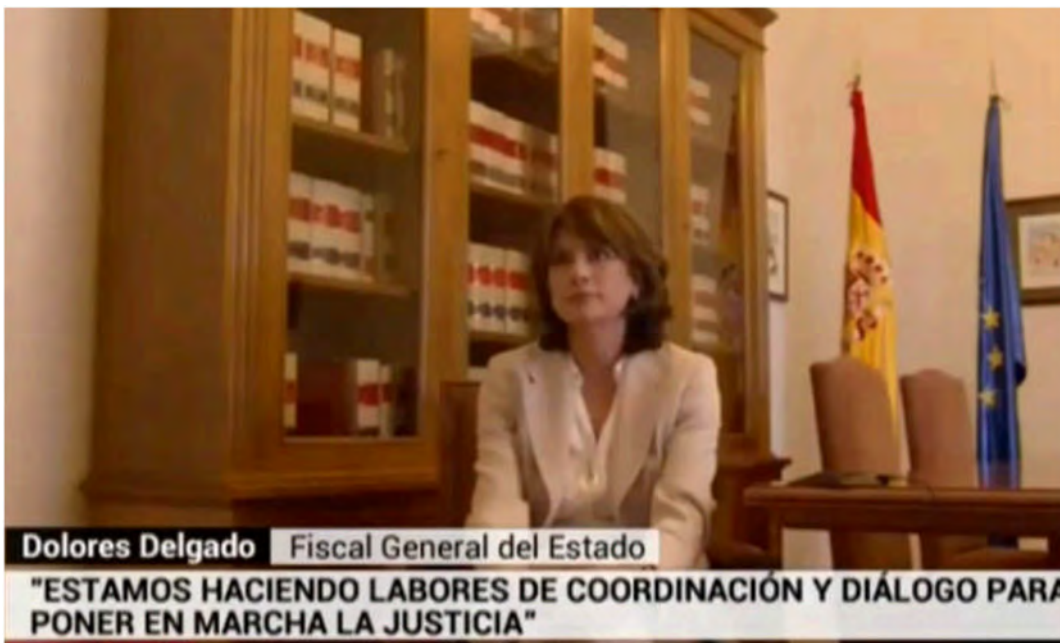 Dolores Delgado Fiscal General del Estado
"ESTAMOS HACIENDO LABORES DE COORDINACIÓN Y DIÁLOGO PARA
PONER EN MARCHA LA JUSTICIA"